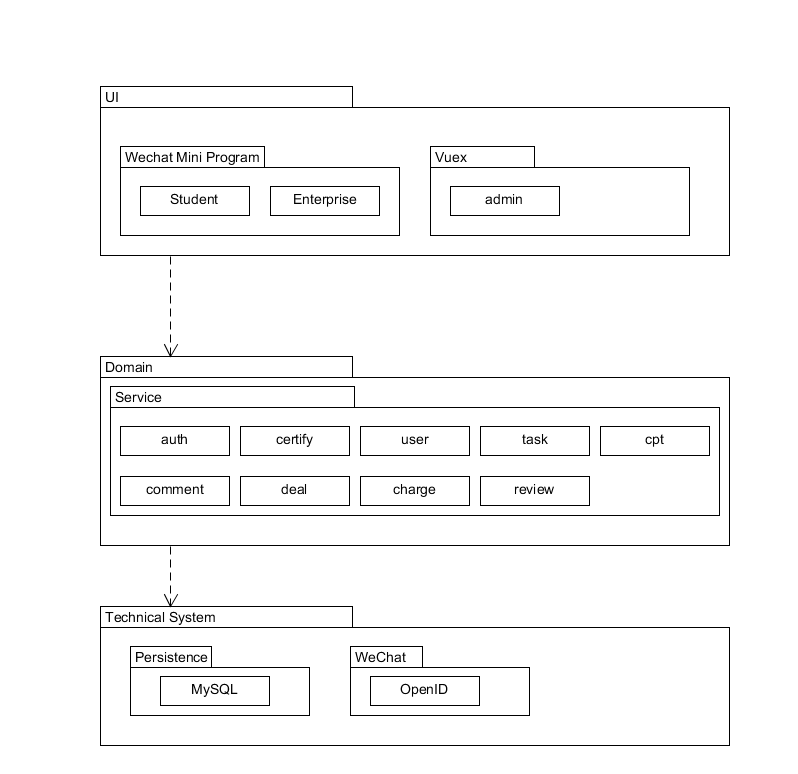 UI
Wechat Mini Program
Vuex
Student
Enterprise
admin
Domain
Service
auth
certify
user
task
cpt
comment
deal
charge
review
Technical System
Persistence
WeChat
MySQL
OpenID